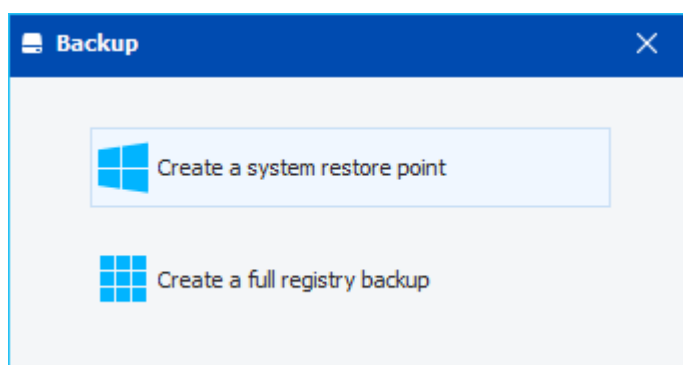 Backup
Create a system restore point
Create a full registry backup